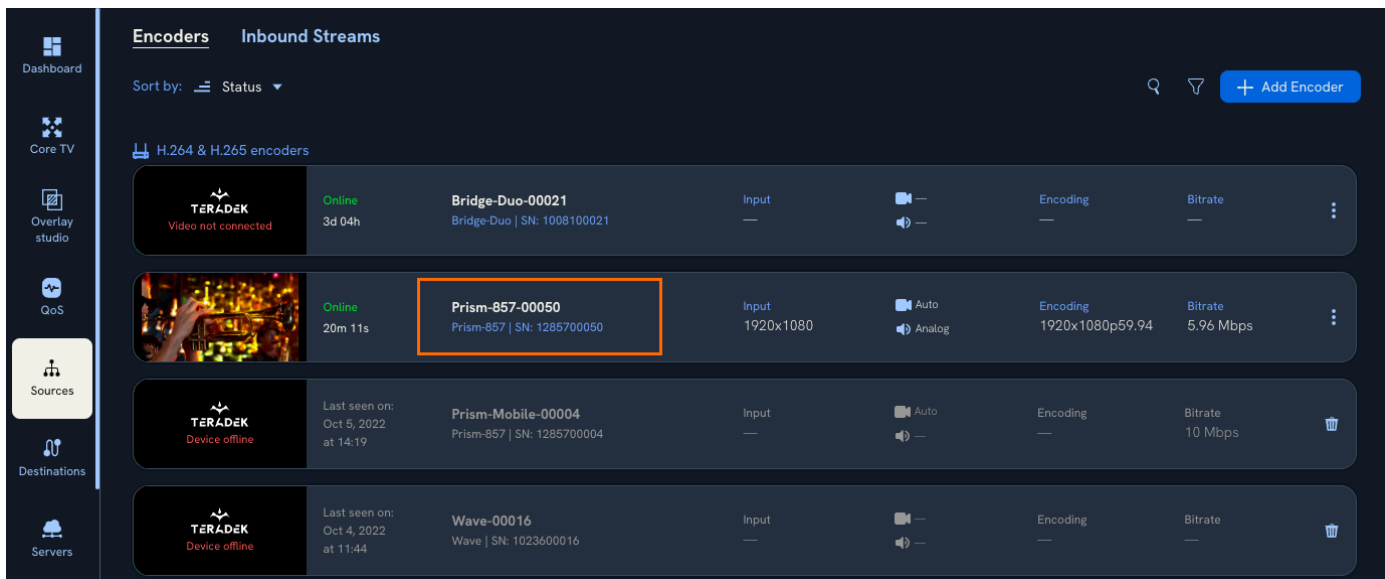 Dashboard
Core TV
Overlay
studio
QoS
Sources
Destinations
Servers
Encoders Inbound Streams
Sort by: Status
Add Encoder
H.264 & H.265 encoders
TERADEK
Video not connected
Online
3d 04h
Bridge-Duo-00021
Bridge-Duo | SN: 1008100021
Input
—
—
—
Encoding
—
Bitrate
—
Online
20m 11s
Prism-857-00050
Prism-857 | SN: 1285700050
Input
1920x1080
Auto
Analog
Encoding
1920x1080p59.94
Bitrate
5.96 Mbps
TERADEK
Device offline
Last seen on:
Oct 5, 2022
at 14:19
Prism-Mobile-00004
Prism-857 | SN: 1285700004
Input
—
Auto
—
Encoding
—
Bitrate
10 Mbps
TERADEK
Device offline
Last seen on:
Oct 4, 2022
at 11:44
Wave-00016
Wave | SN: 1023600016
Input
—
—
—
Encoding
—
Bitrate
—